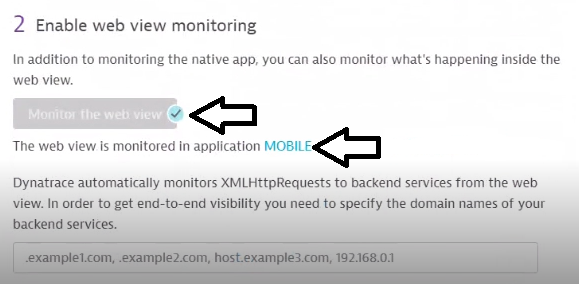 2 Enable web view monitoring
In addition to monitoring the native app, you can also monitor what's happening inside the
web view.
Monitor the web view
The web view is monitored in application MOBILE
Dynatrace automatically monitors XMLHttpRequests to backend services from the web
view. In order to get end-to-end visibility you need to specify the domain names of your
backend services.
.example1.com, .example2.com, host.example3.com, 192.168.0.1